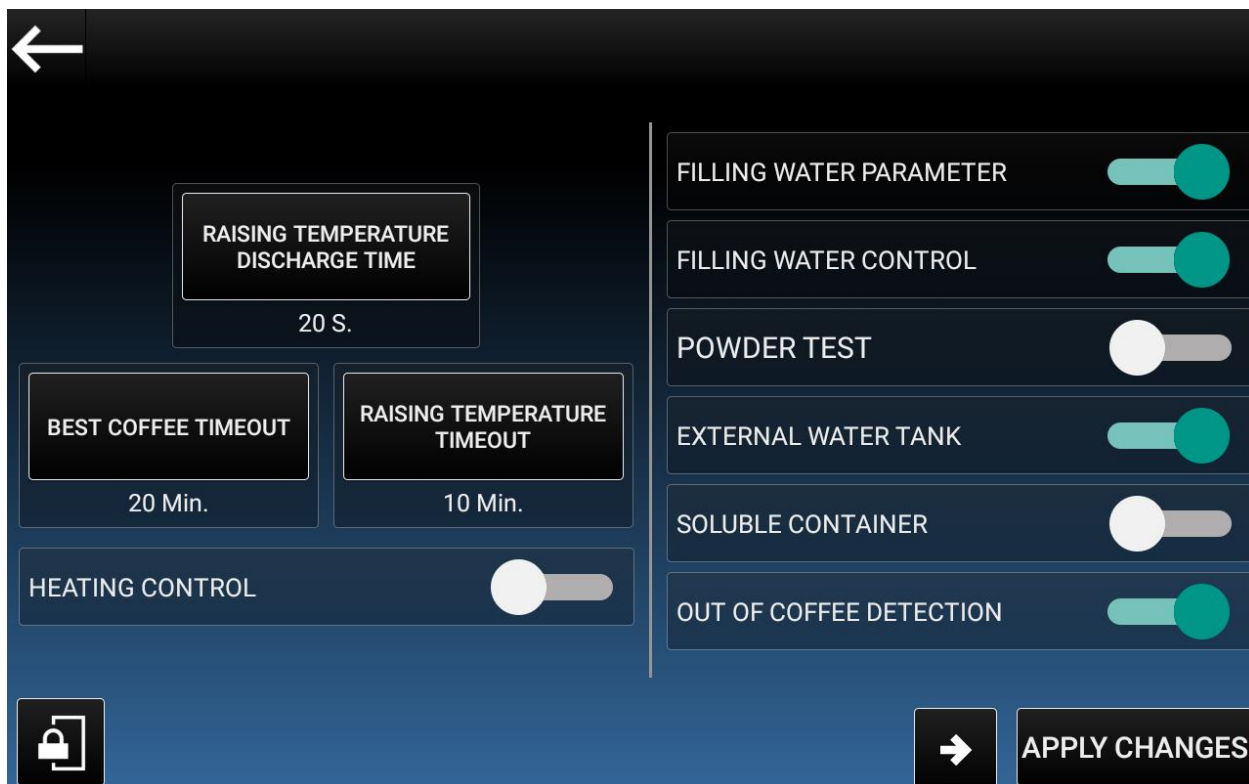 RAISING TEMPERATURE
DISCHARGE TIME
20 S.
BEST COFFEE TIMEOUT
20 Min.
RAISING TEMPERATURE
TIMEOUT
10 Min.
HEATING CONTROL
FILLING WATER PARAMETER
FILLING WATER CONTROL
POWDER TEST
EXTERNAL WATER TANK
SOLUBLE CONTAINER
OUT OF COFFEE DETECTION
APPLY CHANGES